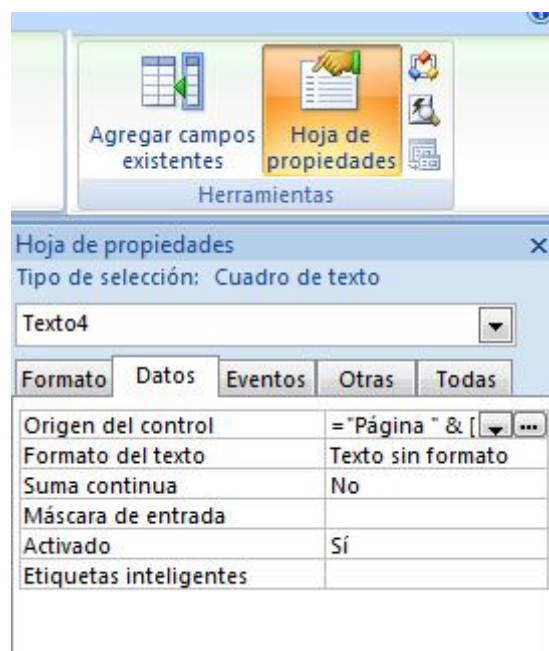 Agregar campos existentes
Hoja de propiedades
Herramientas
Hoja de propiedades
Tipo de selección: Cuadro de texto
Texto4
Formato Datos Eventos Otras Todas
Origen del control ="Página " & [
Formato del texto Texto sin formato
Suma continua No
Máscara de entrada
Activado Sí
Etiquetas inteligentes